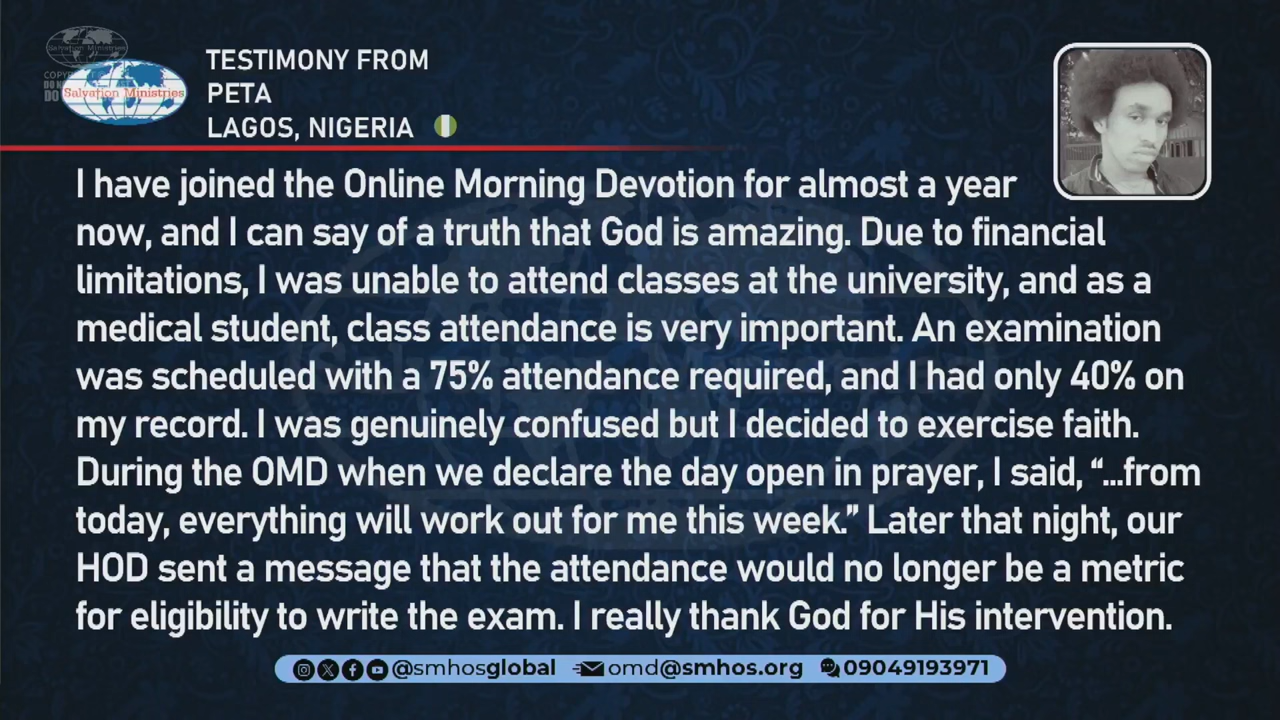 Salvation Ministries
TESTIMONY FROM
PETA
LAGOS, NIGERIA
I have joined the Online Morning Devotion for almost a year
now, and I can say of a truth that God is amazing. Due to financial
limitations, I was unable to attend classes at the university, and as a
medical student, class attendance is very important. An examination
was scheduled with a 75% attendance required, and I had only 40% on
my record. I was genuinely confused but I decided to exercise faith.
During the OMD when we declare the day open in prayer, I said, “...from
today, everything will work out for me this week.” Later that night, our
HOD sent a message that the attendance would no longer be a metric
for eligibility to write the exam. I really thank God for His intervention.
@smhosglobal omd@smhos.org 09049193971